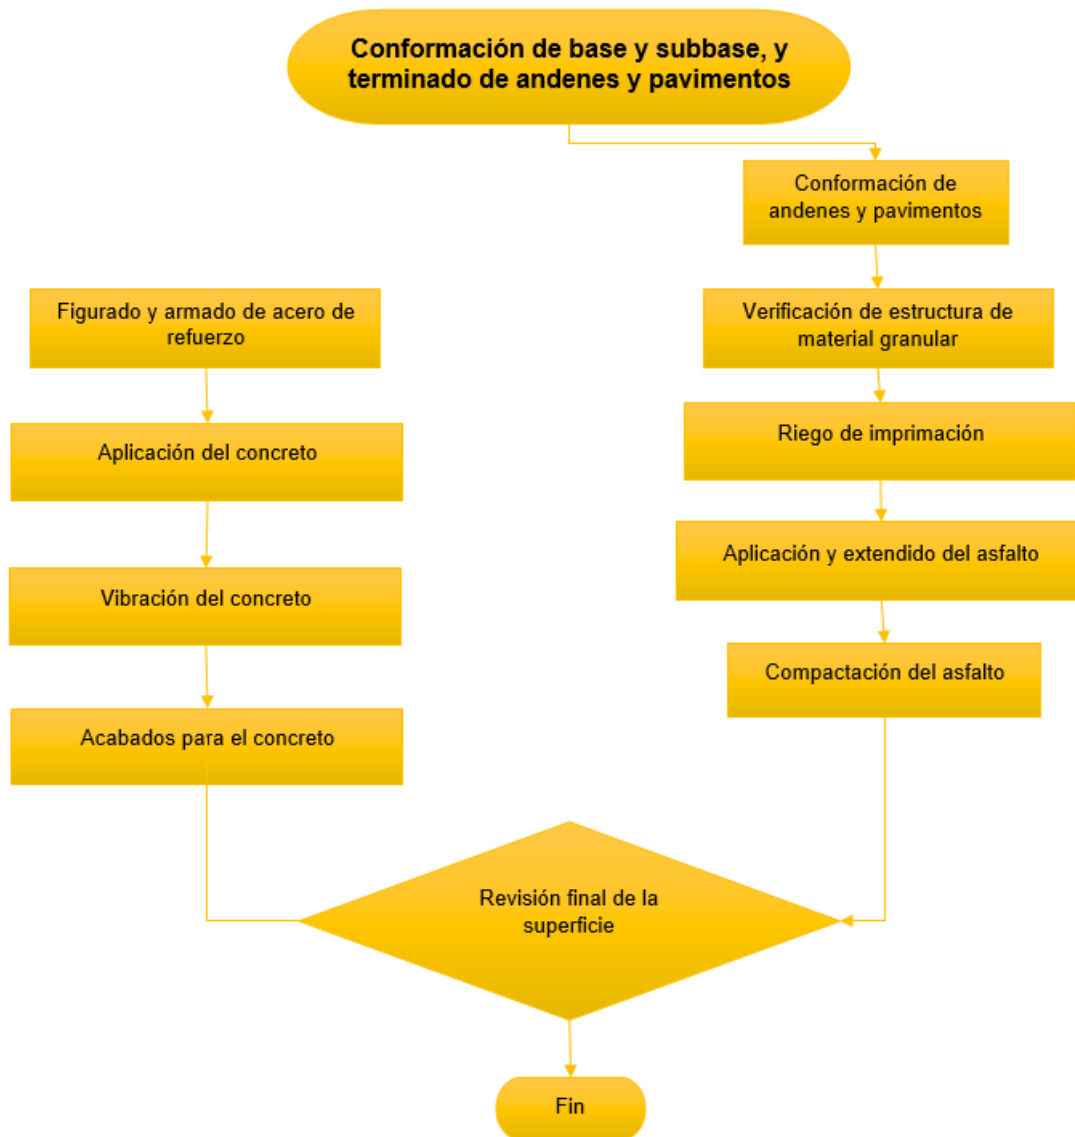 Conformación de base y subbase, y
terminado de andenes y pavimentos
Conformación de
andenes y pavimentos
Figurado y armado de acero de
refuerzo
Verificación de estructura de
material granular
Aplicación del concreto
Riego de imprimación
Vibración del concreto
Aplicación y extendido del asfalto
Acabados para el concreto
Compactación del asfalto
Revisión final de la
superficie
Fin